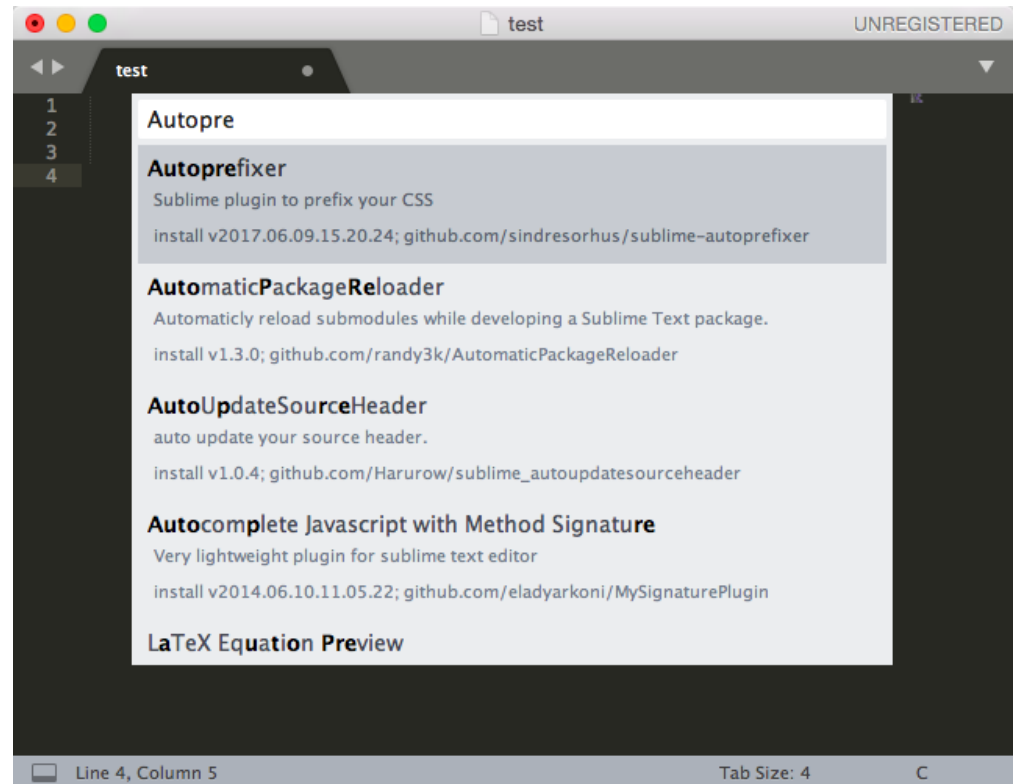 test
UNREGISTERED
test
1
2
3
4
Autopre
Autoprefixer
Sublime plugin to prefix your CSS
install v2017.06.09.15.20.24; github.com/sindresorhus/sublime-autoprefixer
AutomaticPackageReloader
Automaticly reload submodules while developing a Sublime Text package.
install v1.3.0; github.com/randy3k/AutomaticPackageReloader
AutoUpdateSourceHeader
auto update your source header.
install v1.0.4; github.com/Harurow/sublime_autoupdatesourceheader
Autocomplete Javascript with Method Signature
Very lightweight plugin for sublime text editor
install v2014.06.10.11.05.22; github.com/eladyarkoni/MySignaturePlugin
LaTeX Equation Preview
Line 4, Column 5
Tab Size: 4
C